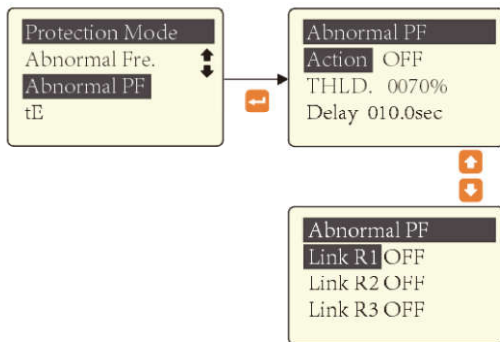 Protection Mode
Abnormal Fre.
Abnormal PF
tE
Abnormal PF
Action OFF
THLD. 0070%
Delay 010.0sec
Abnormal PF
Link R1 OFF
Link R2 OFF
Link R3 OFF